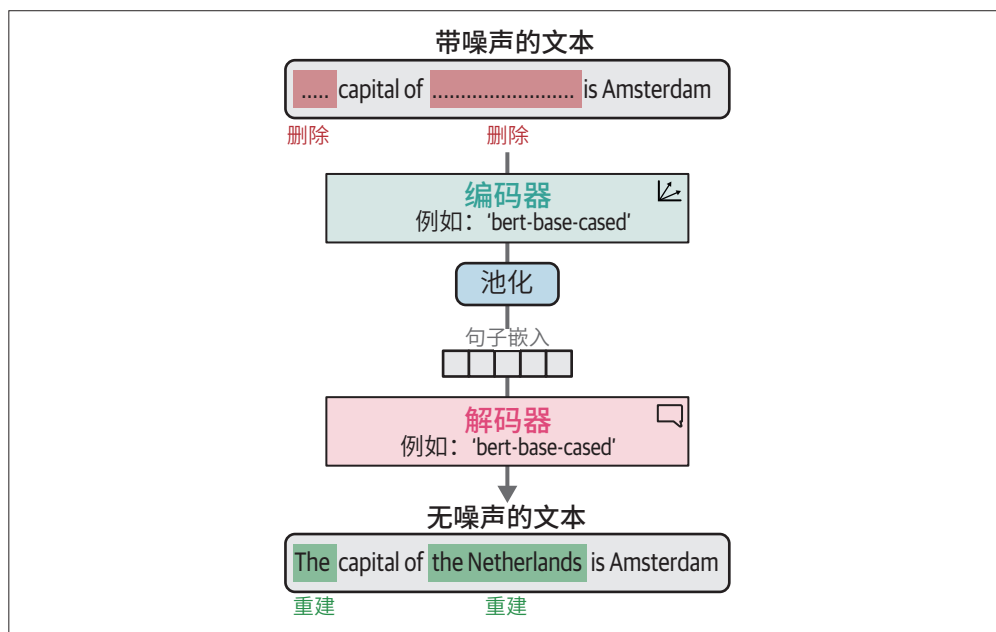 带噪声的文本
..... capital of ........................ is Amsterdam
删除 删除
编码器
例如：‘bert-base-cased’
池化
句子嵌入
解码器
例如：‘bert-base-cased’
无噪声的文本
The capital of the Netherlands is Amsterdam
重建 重建